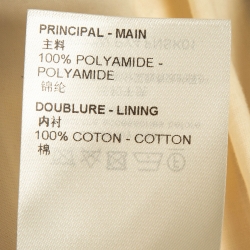 PRINCIPAL - MAIN
主料
100% POLYAMIDE -
POLYAMIDE
锦纶
DOUBLURE - LINING
内衬
100% COTON - COTTON
棉